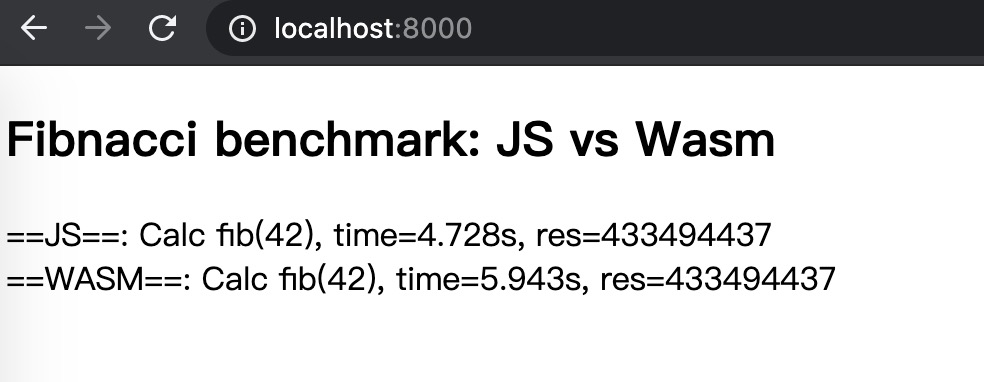 localhost:8000
Fibnacci benchmark: JS vs Wasm
==JS==: Calc fib(42), time=4.728s, res=433494437
==WASM==: Calc fib(42), time=5.943s, res=433494437